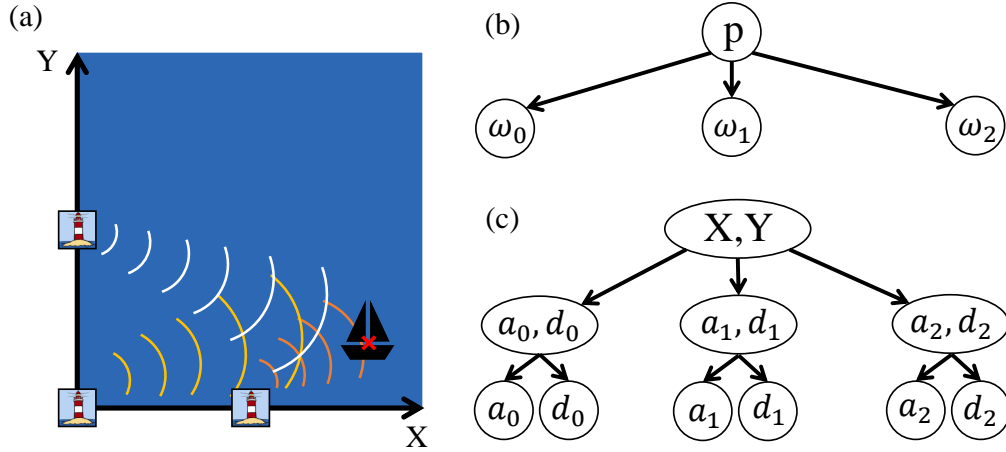 (a)
Y
X
(b)
p
ω₀ ω₁ ω₂
(c)
X,Y
a₀, d₀ a₁, d₁ a₂, d₂
a₀ d₀ a₁ d₁ a₂ d₂